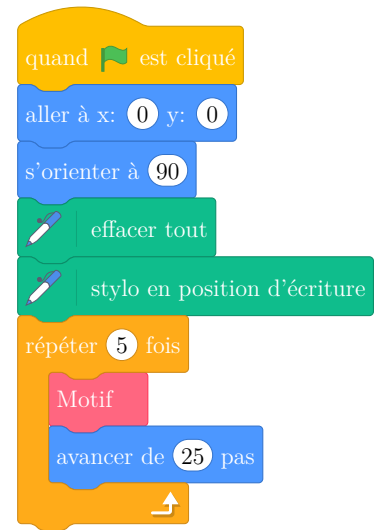 quand est cliqué
aller à x: 0 y: 0
s'orienter à 90
effacer tout
stylo en position d'écriture
répéter 5 fois
Motif
avancer de 25 pas